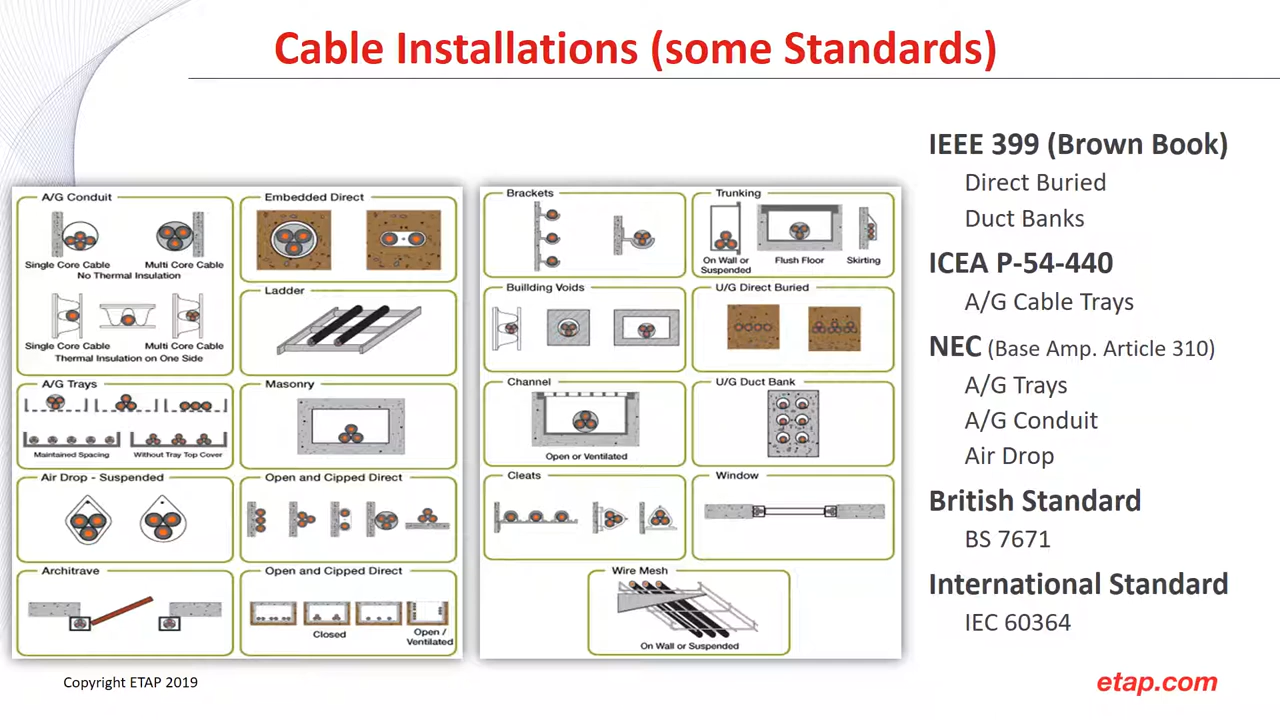 Cable Installations (some Standards)
A/G Conduit
Single Core Cable
Multi Core Cable
No Thermal Insulation
Single Core Cable
Multi Core Cable
Thermal Insulation on One Side
Embedded Direct
Ladder
A/G Trays
Maintained Spacing
Without Tray Top Cover
Masonry
Air Drop - Suspended
Open and Cipped Direct
Architrave
Open and Cipped Direct
Closed
Open /
Ventilated
Brackets
Trunking
On Wall or
Suspended
Flush Floor
Skirting
Buillding Voids
U/G Direct Buried
Channel
Open or Ventilated
U/G Duct Bank
Cleats
Window
Wire Mesh
On Wall or Suspended
IEEE 399 (Brown Book)
Direct Buried
Duct Banks
ICEA P-54-440
A/G Cable Trays
NEC (Base Amp. Article 310)
A/G Trays
A/G Conduit
Air Drop
British Standard
BS 7671
International Standard
IEC 60364
Copyright ETAP 2019
etap.com